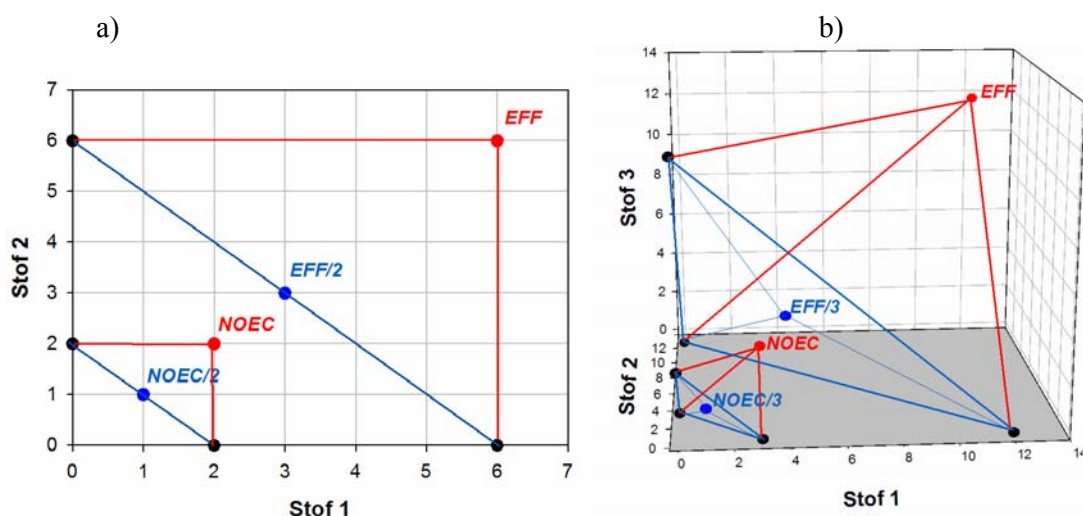 a)
7
6
5
4
3
2
1
0
0 1 2 3 4 5 6 7
Stof 2
Stof 1
EFF
EFF/2
NOEC
NOEC/2
b)
14
12
10
8
6
4
2
0
Stof 3
12
10
8
6
4
2
0
Stof 2
0 2 4 6 8 10 12 14
Stof 1
EFF
EFF/3
NOEC
NOEC/3